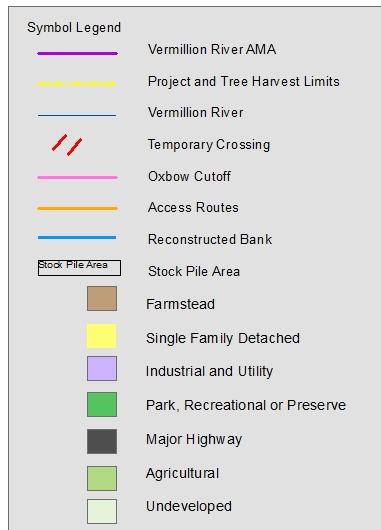 Symbol Legend
Vermillion River AMA
Project and Tree Harvest Limits
Vermillion River
Temporary Crossing
Oxbow Cutoff
Access Routes
Reconstructed Bank
Stock Pile Area Stock Pile Area
Farmstead
Single Family Detached
Industrial and Utility
Park, Recreational or Preserve
Major Highway
Agricultural
Undeveloped